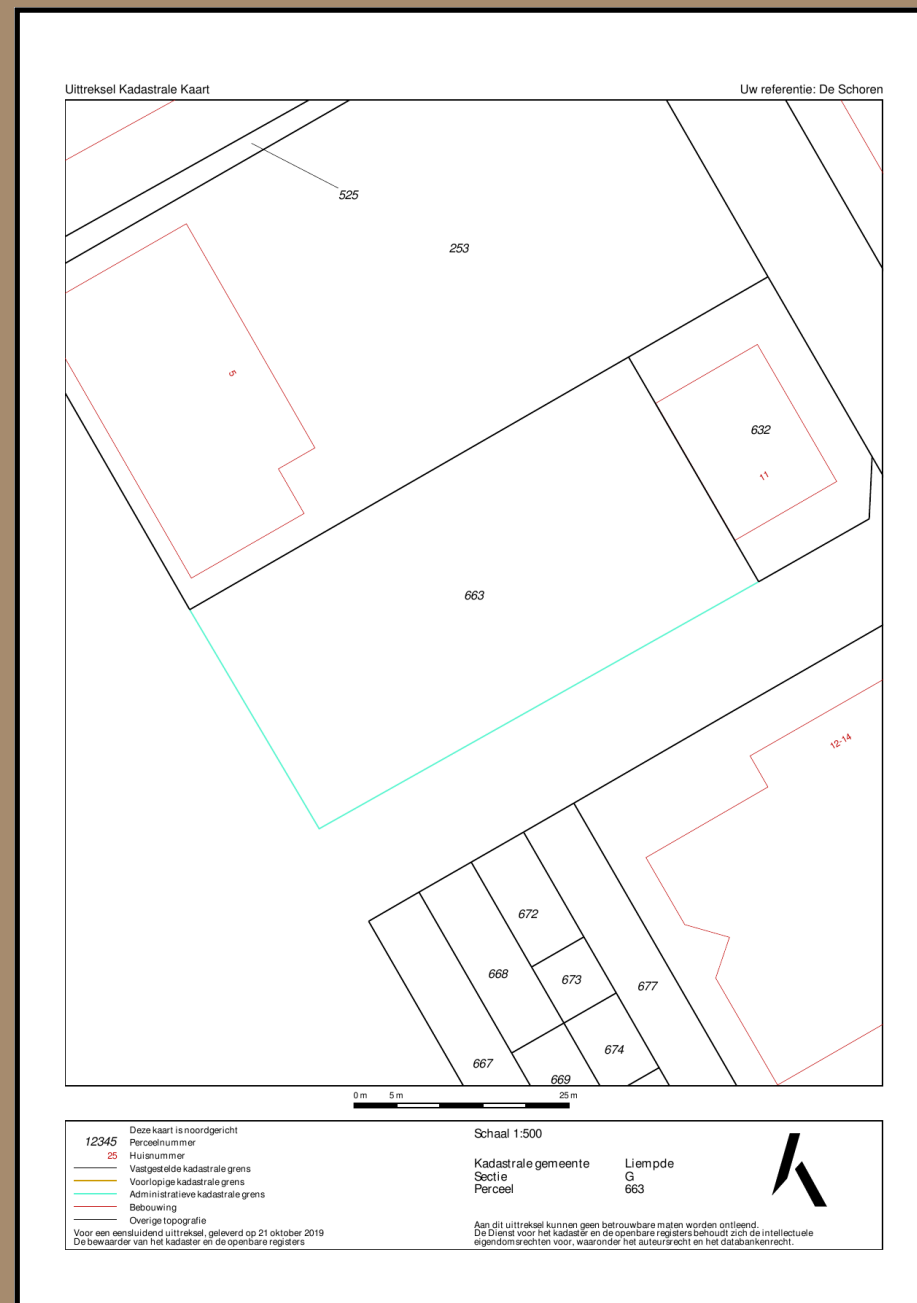 Uittreksel Kadastrale Kaart
Uw referentie: De Schoren
525
253
5
632
11
663
12-14
672
668
673
677
674
667
669
0 m 5 m 25 m
Deze kaart is noordgericht
12345 Perceelnummer
25 Huisnummer
Vastgestelde kadastrale grens
Voorlopige kadastrale grens
Administratieve kadastrale grens
Bebouwing
Overige topografie
Voor een eensluidend uittreksel, geleverd op 21 oktober 2019
De bewaarder van het kadaster en de openbare registers
Schaal 1:500
Kadastrale gemeente Liempde
Sectie G
Perceel 663
Aan dit uittreksel kunnen geen betrouwbare maten worden ontleend.
De Dienst voor het kadaster en de openbare registers behoudt zich de intellectuele
eigendomsrechten voor, waaronder het auteursrecht en het databankenrecht.